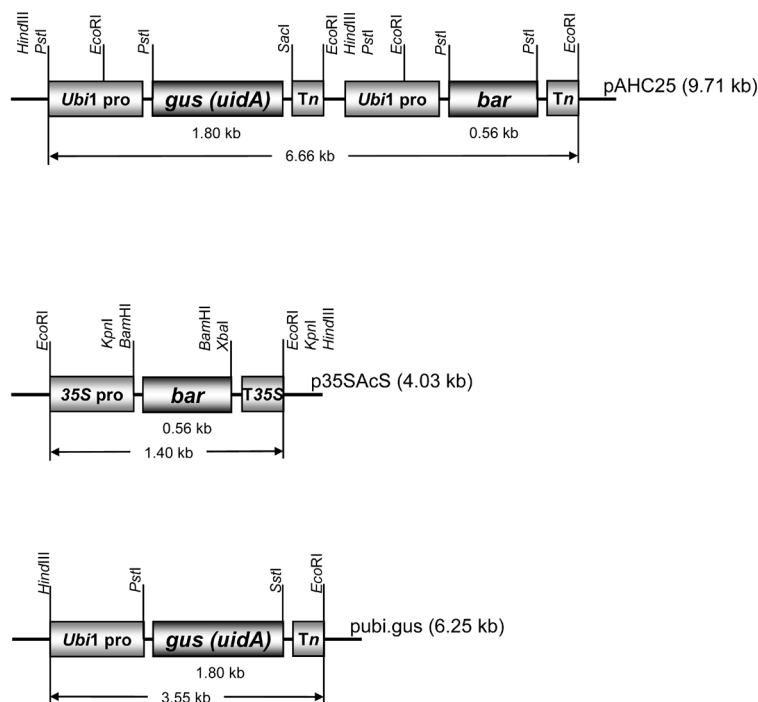 HindIII
PstI
EcoRI
PstI
SacI
EcoRI
HindIII
PstI
EcoRI
PstI
PstI
EcoRI
Ubi1 pro
gus (uidA)
Tn
Ubi1 pro
bar
Tn
pAHC25 (9.71 kb)
1.80 kb
0.56 kb
6.66 kb
EcoRI
KpnI
BamHI
BamHI
XbaI
EcoRI
KpnI
HindIII
35S pro
bar
T35S
p35SAcS (4.03 kb)
0.56 kb
1.40 kb
HindIII
PstI
SstI
EcoRI
Ubi1 pro
gus (uidA)
Tn
pubi.gus (6.25 kb)
1.80 kb
3.55 kb